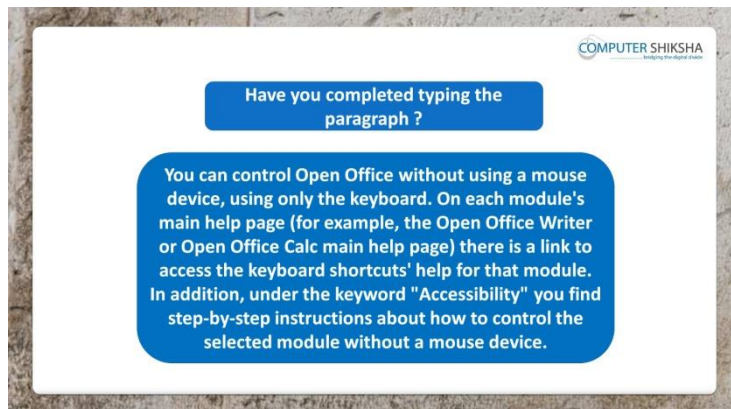 COMPUTER SHIKSHA
bridging the digital divide
Have you completed typing the
paragraph ?
You can control Open Office without using a mouse
device, using only the keyboard. On each module's
main help page (for example, the Open Office Writer
or Open Office Calc main help page) there is a link to
access the keyboard shortcuts' help for that module.
In addition, under the keyword "Accessibility" you find
step-by-step instructions about how to control the
selected module without a mouse device.